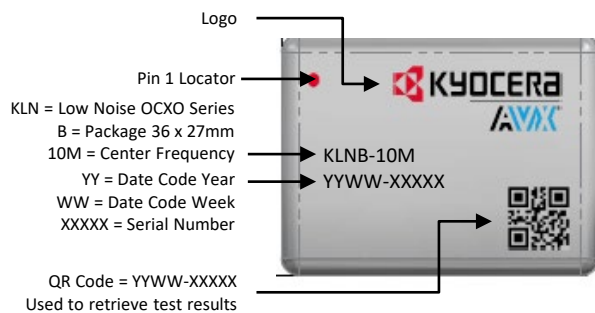 Logo
KYOCERA
AVX
Pin 1 Locator
KLN = Low Noise OCXO Series
B = Package 36 x 27mm
10M = Center Frequency
KLNB-10M
YY = Date Code Year
YYWW-XXXXX
WW = Date Code Week
XXXXX = Serial Number
QR Code = YYWW-XXXXX
Used to retrieve test results